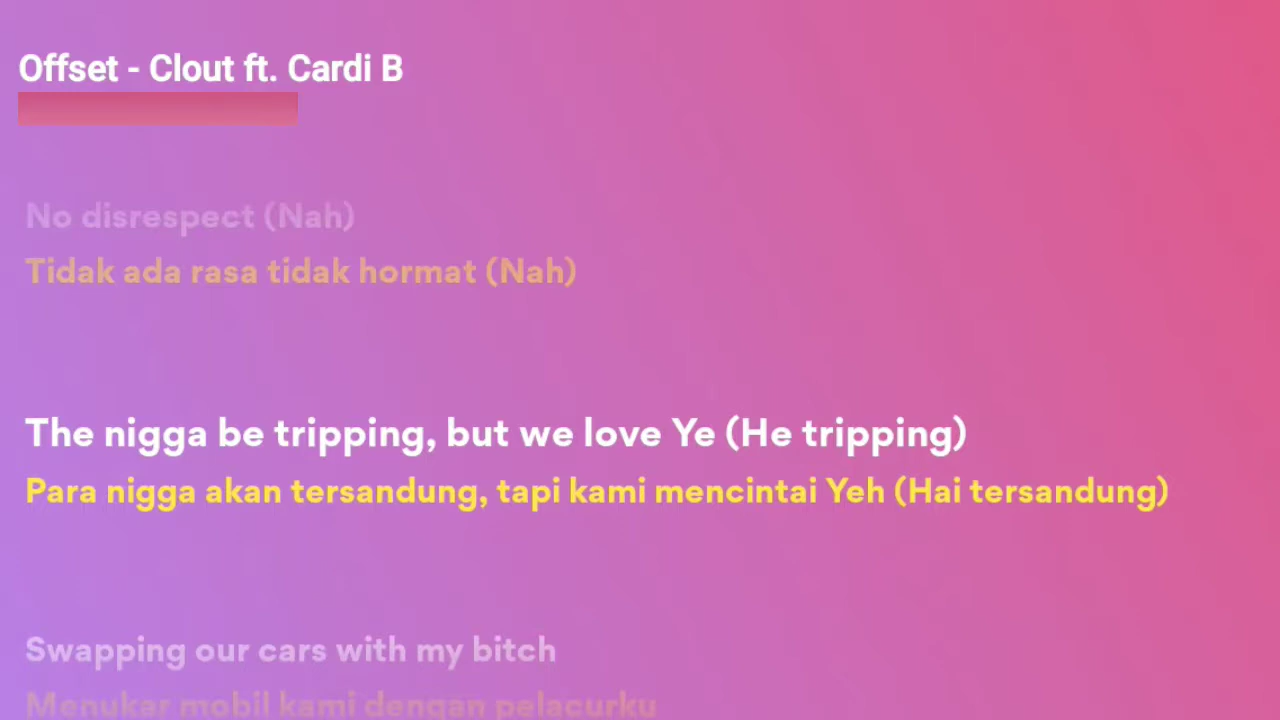 Offset - Clout ft. Cardi B
No disrespect (Nah)
Tidak ada rasa tidak hormat (Nah)
The nigga be tripping, but we love Ye (He tripping)
Para nigga akan tersandung, tapi kami mencintai Yeh (Hai tersandung)
Swapping our cars with my bitch
Menukar mobil kami dengan pelacurku